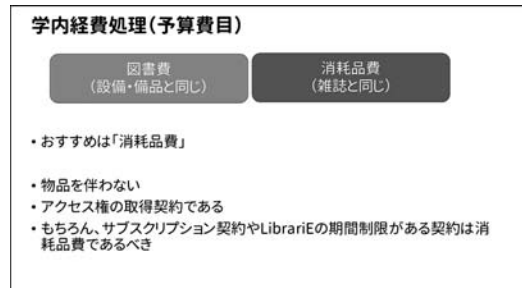 学内経費処理(予算費目)
図書費
(設備・備品と同じ)
消耗品費
(雑誌と同じ)
• おすすめは「消耗品費」
• 物品を伴わない
• アクセス権の取得契約である
• もちろん、サブスクリプション契約やLibrariEの期間制限がある契約は消
耗品費であるべき